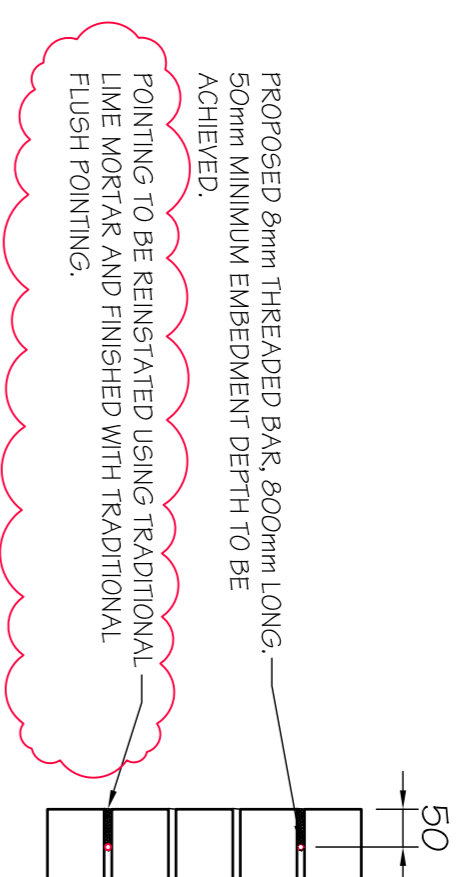 PROPOSED 8mm THREADED BAR, 800mm LONG.
50mm MINIMUM EMBEDMENT DEPTH TO BE
ACHIEVED.
POINTING TO BE REINSTATED USING TRADITIONAL
LIME MORTAR AND FINISHED WITH TRADITIONAL
FLUSH POINTING.
50